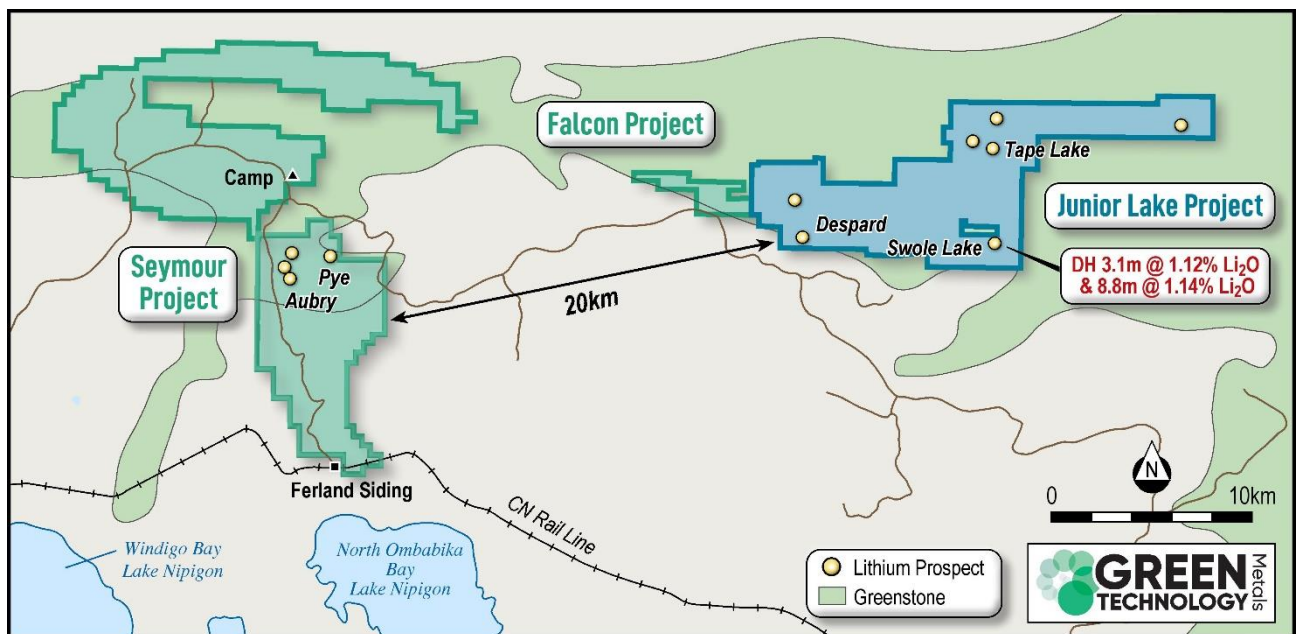 Falcon Project
Camp
Tape Lake
Junior Lake Project
Despard
Swole Lake
DH 3.1m @ 1.12% Li₂O
& 8.8m @ 1.14% Li₂O
Seymour
Project
Pye
Aubry
20km
Ferland Siding
CN Rail Line
Windigo Bay
Lake Nipigon
North Ombabika
Bay
Lake Nipigon
N
0 10km
Lithium Prospect
Greenstone
GREEN
TECHNOLOGY
Metals